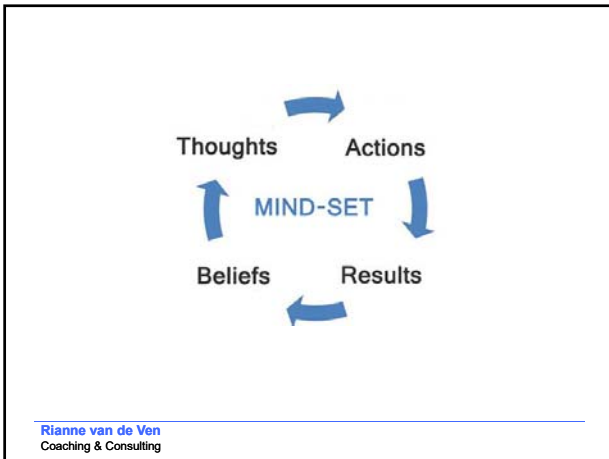 Thoughts Actions
MIND-SET
Beliefs Results
Rianne van de Ven
Coaching & Consulting